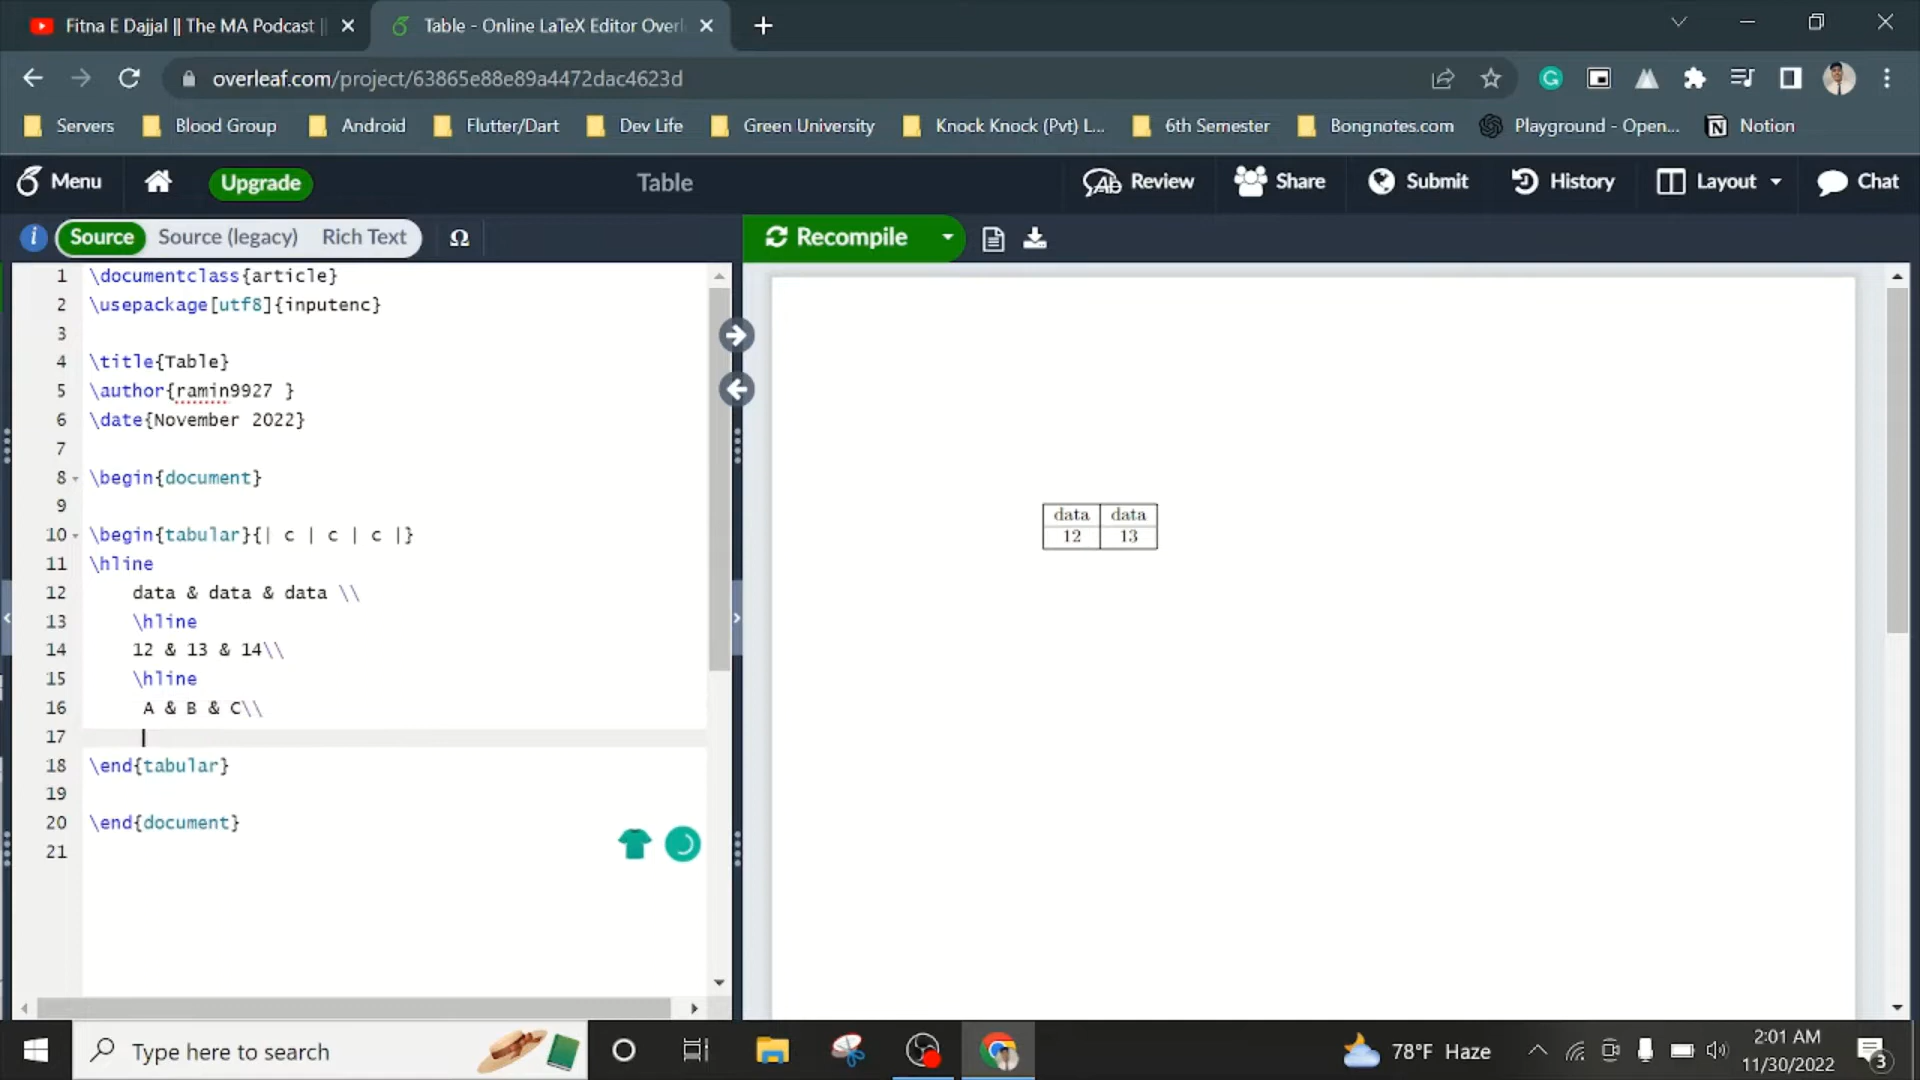 Fitna E Dajjal || The MA Podcast ||
Table - Online LaTeX Editor Overl
overleaf.com/project/63865e88e89a4472dac4623d
Servers
Blood Group
Android
Flutter/Dart
Dev Life
Green University
Knock Knock (Pvt) L...
6th Semester
Bongnotes.com
Playground - Open...
Notion
Menu
Upgrade
Table
Review
Share
Submit
History
Layout
Chat
Source
Source (legacy)
Rich Text
Ω
Recompile
1 \documentclass{article}
2 \usepackage[utf8]{inputenc}
3
4 \title{Table}
5 \author{ramin9927 }
6 \date{November 2022}
7
8 \begin{document}
9
10 \begin{tabular}{| c | c | c |}
11 \hline
12 data & data & data \\
13 \hline
14 12 & 13 & 14\\
15 \hline
16 A & B & C\\
17
18 \end{tabular}
19
20 \end{document}
21
data data
12 13
Type here to search
78°F Haze
2:01 AM
11/30/2022
3